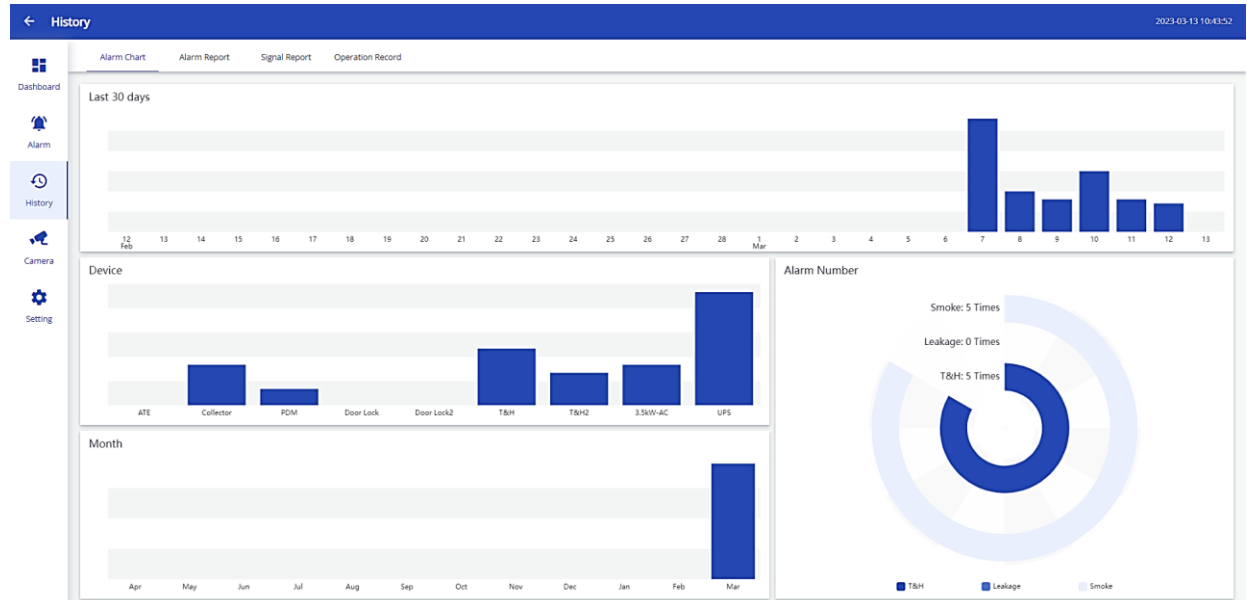 History
2023-03-13 10:43:52
Dashboard
Alarm
History
Camera
Setting
Alarm Chart Alarm Report Signal Report Operation Record
Last 30 days
12 13 14 15 16 17 18 19 20 21 22 23 24 25 26 27 28 1 2 3 4 5 6 7 8 9 10 11 12 13
Feb Mar
Device
ATE Collector PDM Door Lock Door Lock2 T&H T&H2 3.5kW-AC UPS
Month
Apr May Jun Jul Aug Sep Oct Nov Dec Jan Feb Mar
Alarm Number
Smoke: 5 Times
Leakage: 0 Times
T&H: 5 Times
T&H Leakage Smoke